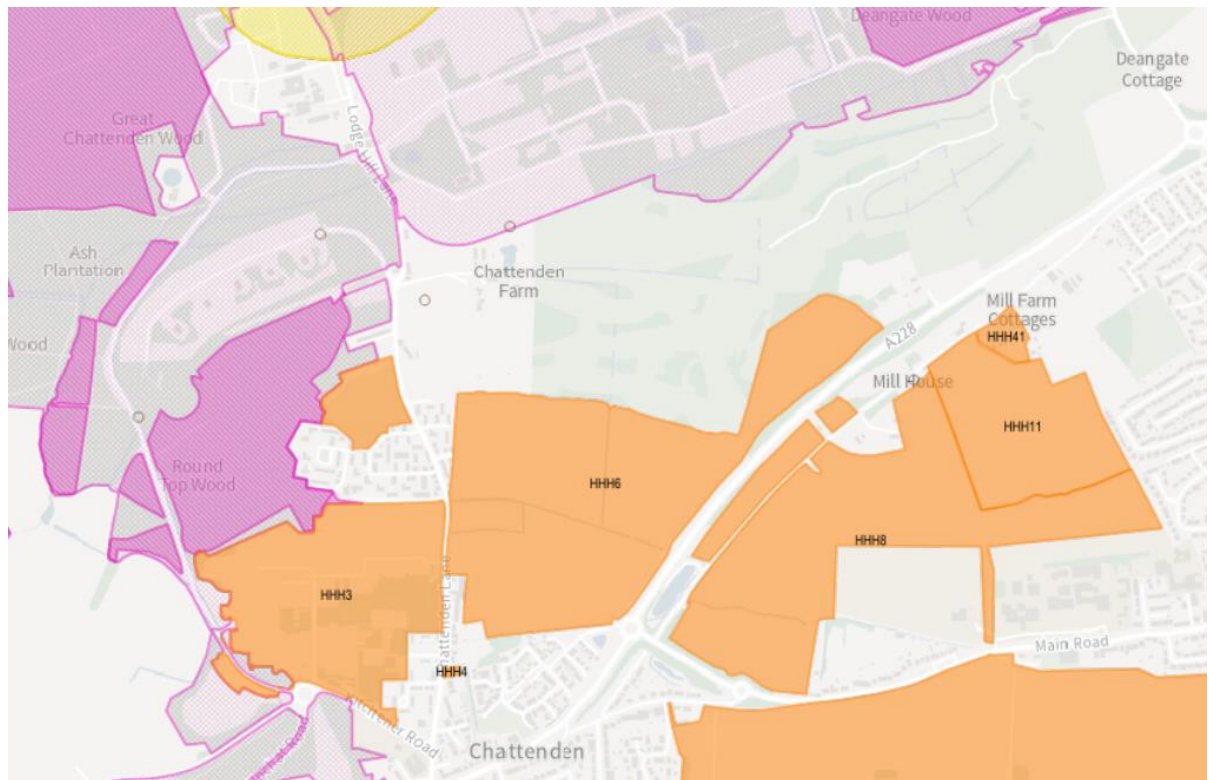 Deangate Wood
Deangate
Cottage
Great
Chattenden Wood
Lodge Hill Lane
Ash
Plantation
Chattenden
Farm
Mill Farm
Cottages
HHH41
A228
Wood
Mill House
HHH11
Round
Top Wood
HHH6
HHH8
HHH3
Chattenden Lane
Main Road
HHH4
Kitchener Road
Chattenden
Road